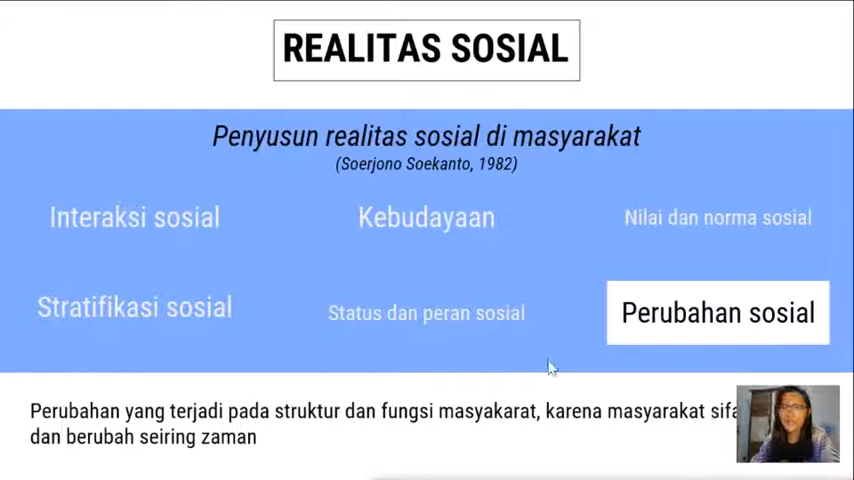 REALITAS SOSIAL
Penyusun realitas sosial di masyarakat
(Soerjono Soekanto, 1982)
Interaksi sosial
Kebudayaan
Nilai dan norma sosial
Stratifikasi sosial
Status dan peran sosial
Perubahan sosial
Perubahan yang terjadi pada struktur dan fungsi masyakarat, karena masyarakat
dan berubah seiring zaman